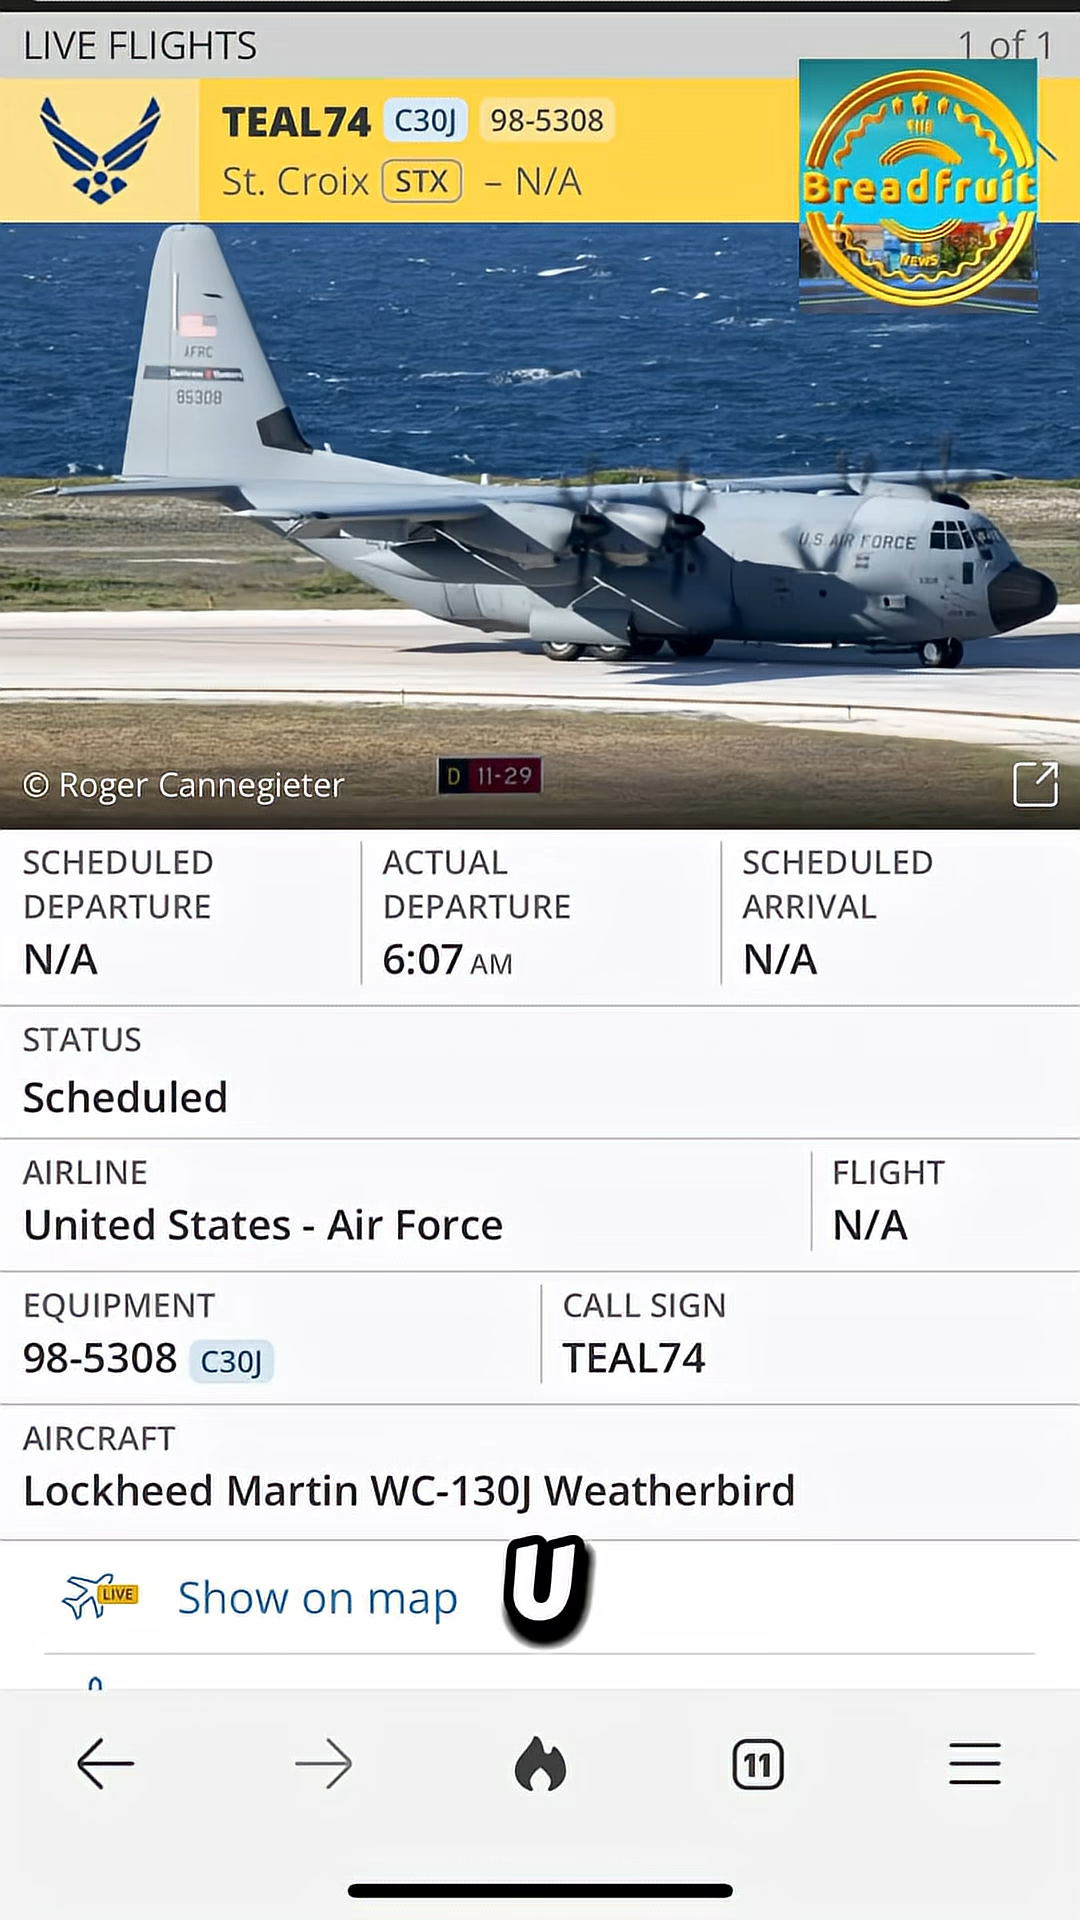 LIVE FLIGHTS
1 of 1
TEAL74 C30J 98-5308
St. Croix STX – N/A
THE
BreadFruit
NEWS
AFRC
85308
U.S AIR FORCE
© Roger Cannegieter
D 11-29
SCHEDULED DEPARTURE
N/A
ACTUAL DEPARTURE
6:07 AM
SCHEDULED ARRIVAL
N/A
STATUS
Scheduled
AIRLINE
United States - Air Force
FLIGHT
N/A
EQUIPMENT
98-5308 C30J
CALL SIGN
TEAL74
AIRCRAFT
Lockheed Martin WC-130J Weatherbird
LIVE Show on map
U
11